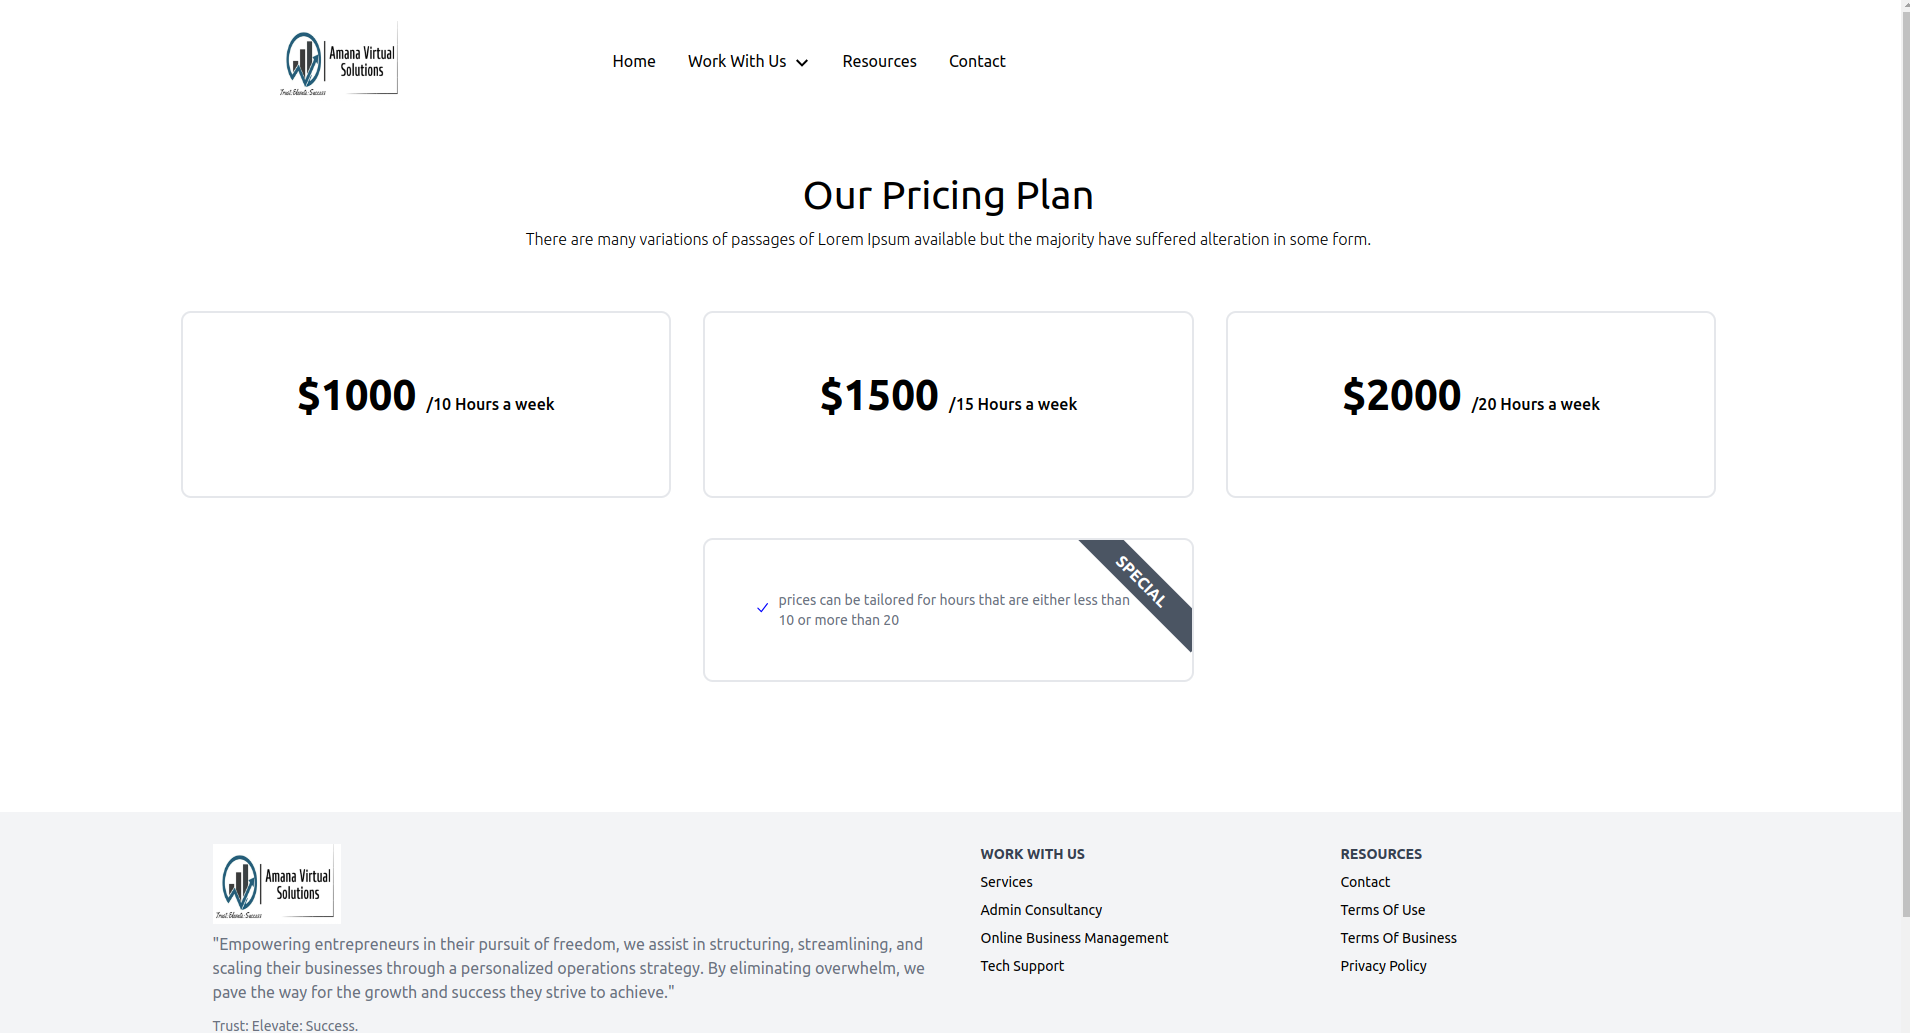 Amana Virtual
Solutions
Trust: Elevate: Success
Home Work With Us Resources Contact
Our Pricing Plan
There are many variations of passages of Lorem Ipsum available but the majority have suffered alteration in some form.
$1000 /10 Hours a week
$1500 /15 Hours a week
$2000 /20 Hours a week
SPECIAL
prices can be tailored for hours that are either less than
10 or more than 20
Amana Virtual
Solutions
Trust: Elevate: Success
"Empowering entrepreneurs in their pursuit of freedom, we assist in structuring, streamlining, and
scaling their businesses through a personalized operations strategy. By eliminating overwhelm, we
pave the way for the growth and success they strive to achieve."
Trust: Elevate: Success.
WORK WITH US
Services
Admin Consultancy
Online Business Management
Tech Support
RESOURCES
Contact
Terms Of Use
Terms Of Business
Privacy Policy